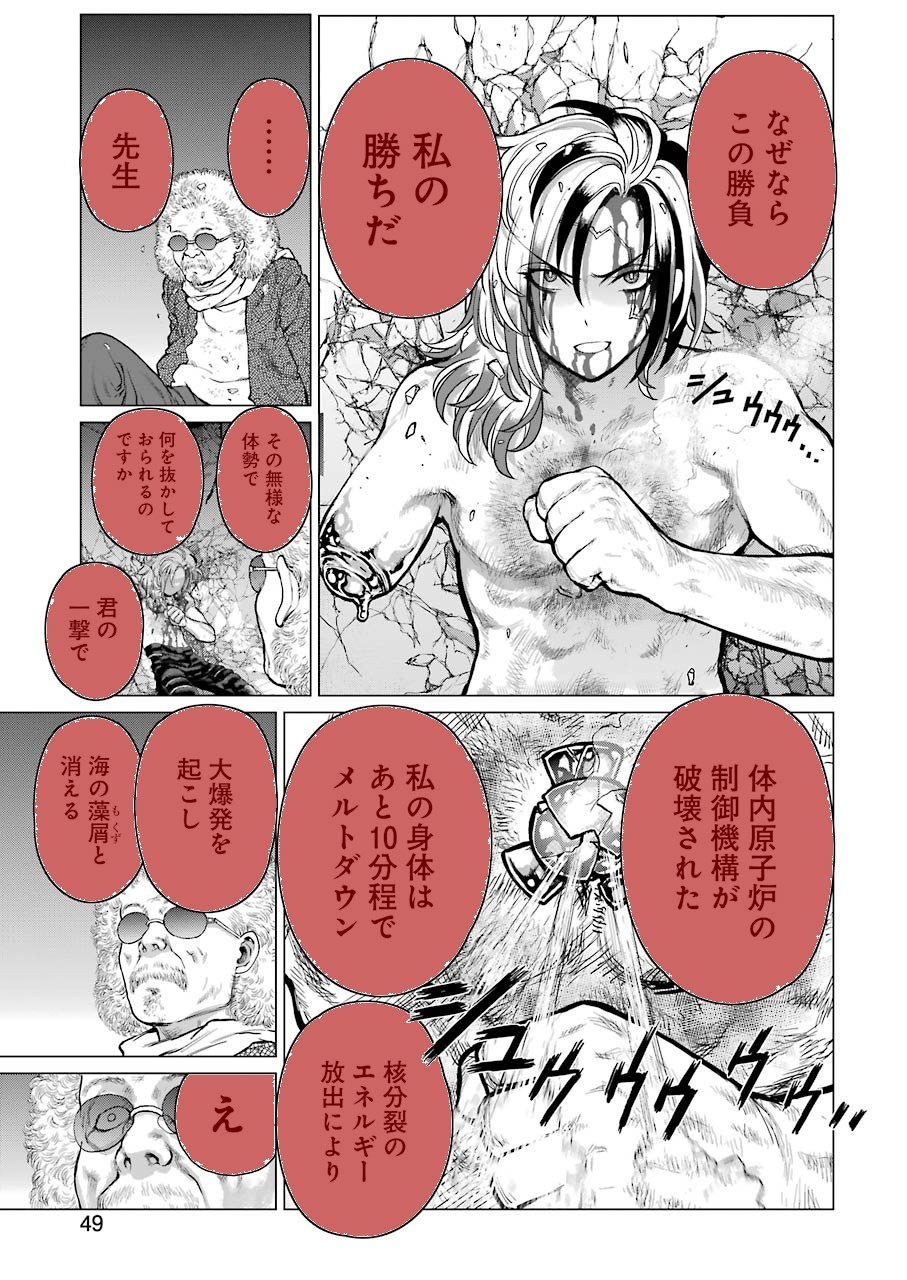 なぜなら
この勝負
私の
勝ちだ
シュウウウ…
……
先生
その無様な
体勢で
何を抜かして
おられるの
ですか
君の
一撃で
体内原子炉の
制御機構が
破壊された
私の身体は
あと10分程で
メルトダウン
シュウウウウ…
核分裂の
エネルギー
放出により
大爆発を
起こし
海の藻屑と
もくず
消える
え
49